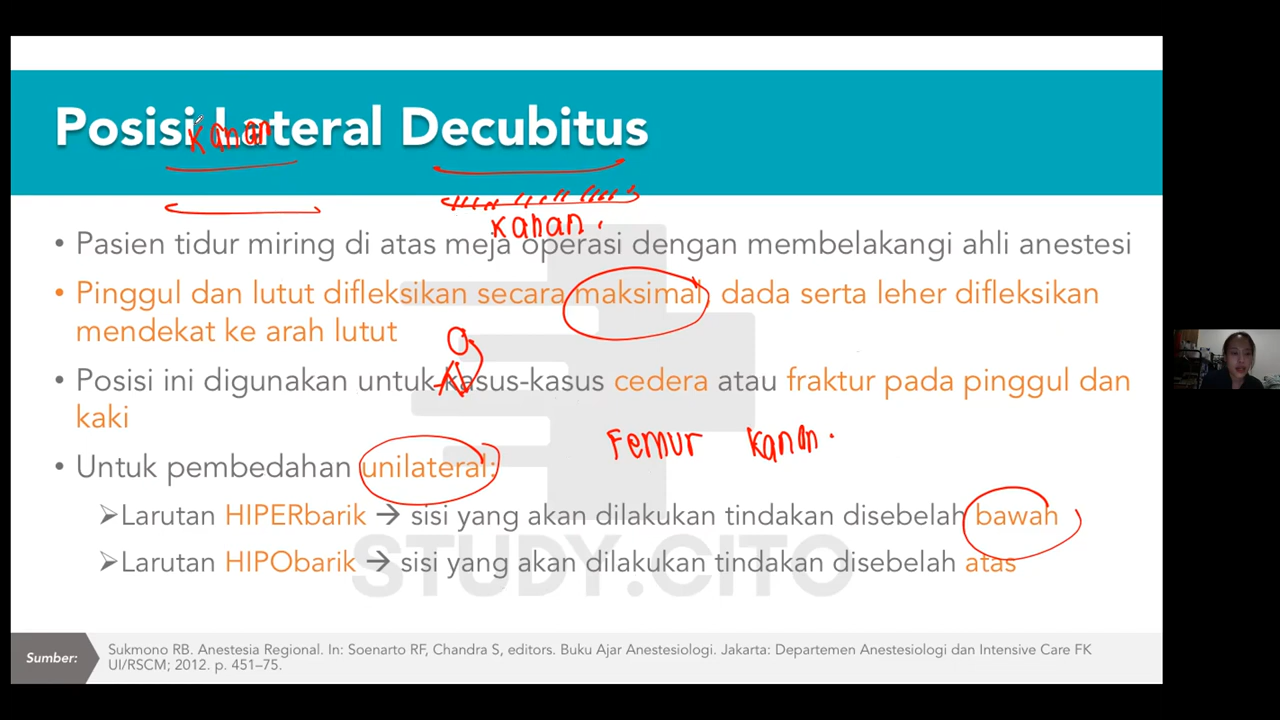 Posisi Lateral Decubitus
Kanan
Kanan.
• Pasien tidur miring di atas meja operasi dengan membelakangi ahli anestesi
• Pinggul dan lutut difleksikan secara maksimal, dada serta leher difleksikan
mendekat ke arah lutut
• Posisi ini digunakan untuk kasus-kasus cedera atau fraktur pada pinggul dan
kaki
Femur Kanan.
• Untuk pembedahan unilateral:
➢Larutan HIPERbarik → sisi yang akan dilakukan tindakan disebelah bawah
➢Larutan HIPObarik → sisi yang akan dilakukan tindakan disebelah atas
STUDY.CITO
Sumber:
Sukmono RB. Anestesia Regional. In: Soenarto RF, Chandra S, editors. Buku Ajar Anestesiologi. Jakarta: Departemen Anestesiologi dan Intensive Care FK
UI/RSCM; 2012. p. 451–75.